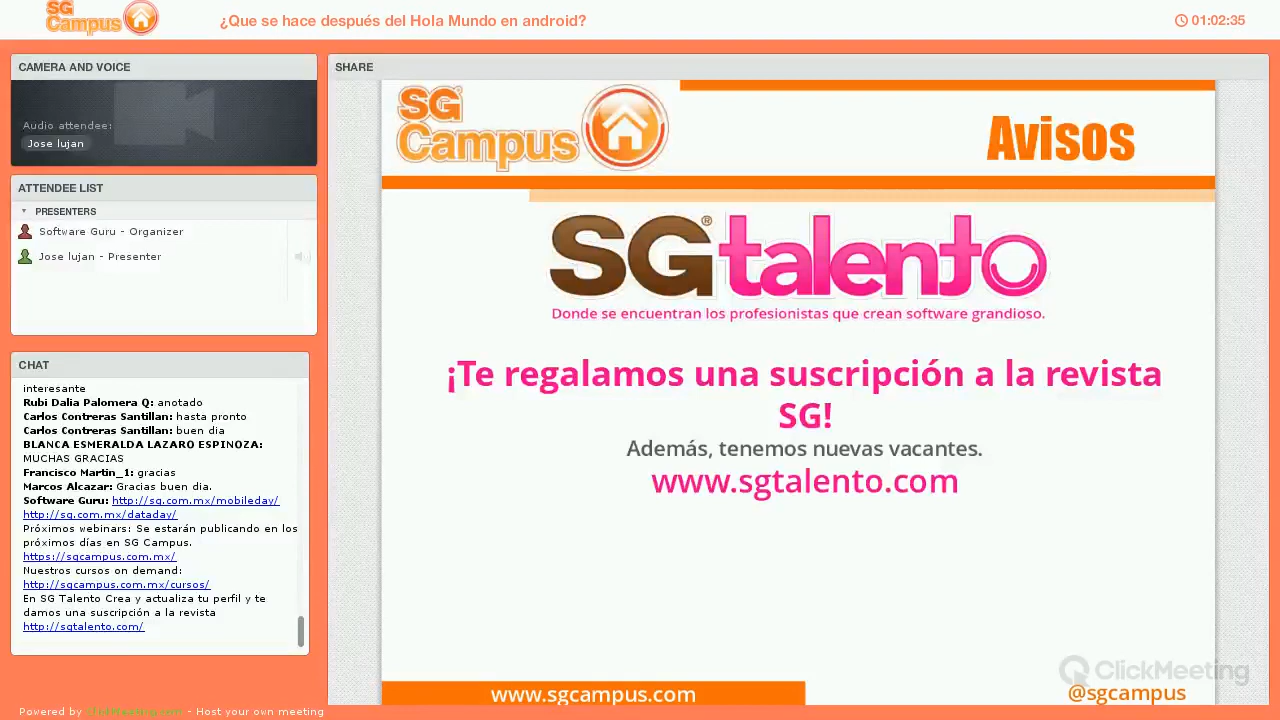 SG
Campus
¿Que se hace después del Hola Mundo en android?
01:02:35
CAMERA AND VOICE
Audio attendee:
Jose lujan
ATTENDEE LIST
PRESENTERS
Software Guru - Organizer
Jose lujan - Presenter
CHAT
interesante
Rubi Dalia Palomera Q: anotado
Carlos Contreras Santillan: hasta pronto
Carlos Contreras Santillan: buen dia
BLANCA ESMERALDA LAZARO ESPINOZA:
MUCHAS GRACIAS
Francisco Martin_1: gracias
Marcos Alcazar: Gracias buen dia.
Software Guru: http://sg.com.mx/mobileday/
http://sg.com.mx/dataday/
Próximos webinars: Se estarán publicando en los
próximos días en SG Campus.
https://sgcampus.com.mx/
Nuestros cursos on demand:
http://sgcampus.com.mx/cursos/
En SG Talento Crea y actualiza tu perfil y te
damos una suscripción a la revista
http://sgtalento.com/
SHARE
SG
Campus
Avisos
SG® talento
Donde se encuentran los profesionistas que crean software grandioso.
¡Te regalamos una suscripción a la revista
SG!
Además, tenemos nuevas vacantes.
www.sgtalento.com
ClickMeeting
www.sgcampus.com
@sgcampus
Powered by ClickMeeting.com - Host your own meeting